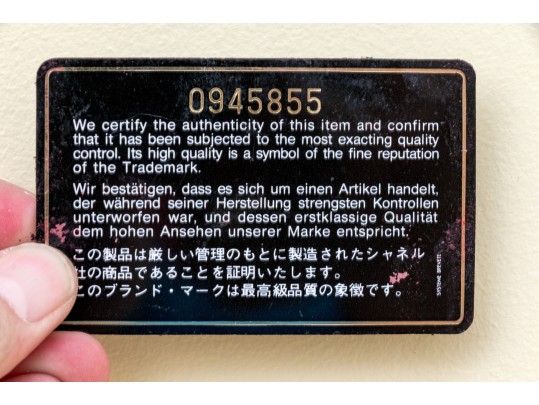 0945855
We certify the authenticity of this item and confirm
that it has been subjected to the most exacting quality
control. Its high quality is a symbol of the fine reputation
of the Trademark.
Wir bestätigen, dass es sich um einen Artikel handelt,
der während seiner Herstellung strengsten Kontrollen
unterworfen war, und dessen erstklassige Qualität
dem hohen Ansehen unserer Marke entspricht.
この製品は厳しい管理のもとに製造されたシャネル
社の商品であることを証明いたします。
このブランド・マークは最高級品質の象徴です。
SYSTEME BREVETE